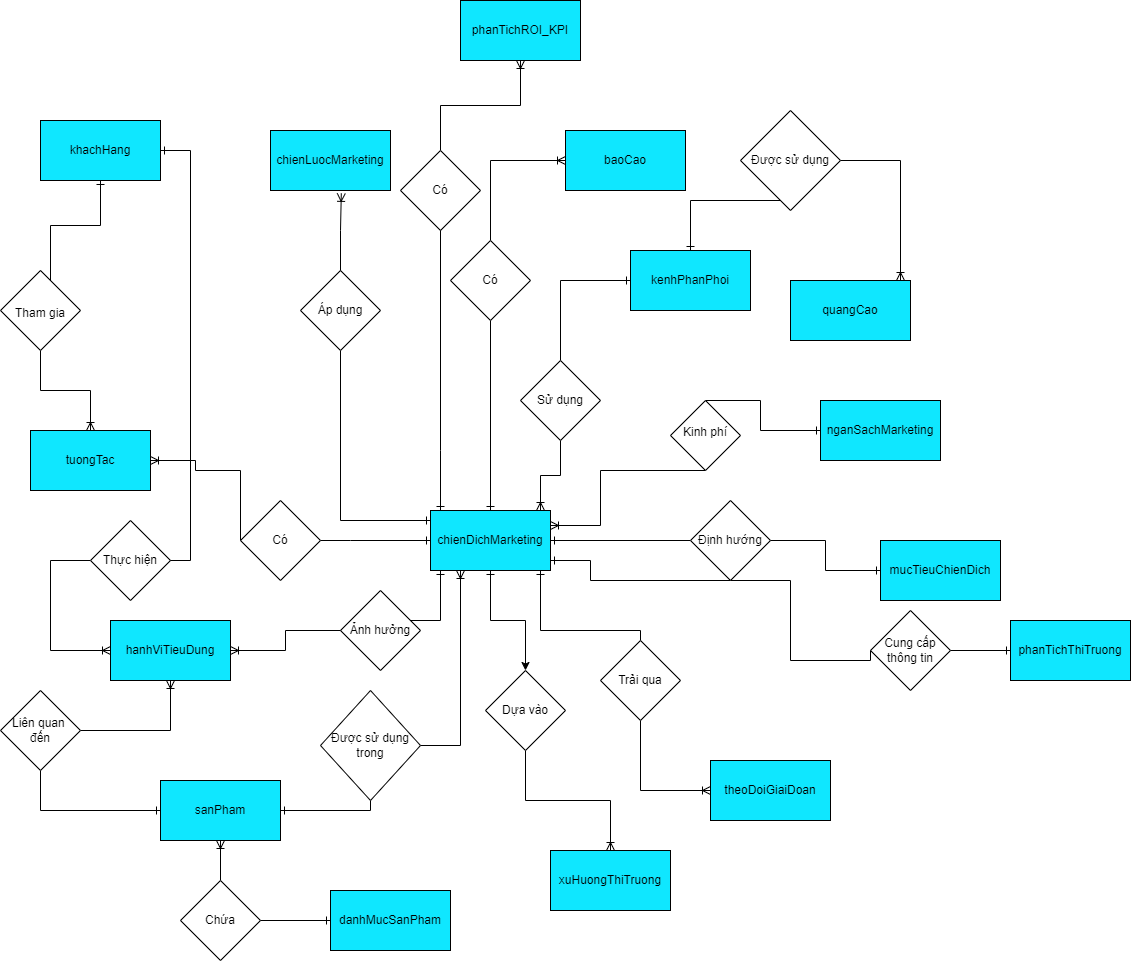 phanTichROI_KPI
khachHang
chienLuocMarketing
baoCao
Được sử dụng
Có
Có
kenhPhanPhoi
quangCao
Tham gia
Áp dụng
Sử dụng
Kinh phí
nganSachMarketing
tuongTac
Có
chienDichMarketing
Định hướng
mucTieuChienDich
Thực hiện
Ảnh hưởng
hanhViTieuDung
Cung cấp
thông tin
phanTichThiTruong
Trải qua
Dựa vào
Liên quan
đến
Được sử dụng
trong
theoDoiGiaiDoan
sanPham
xuHuongThiTruong
Chứa
danhMucSanPham